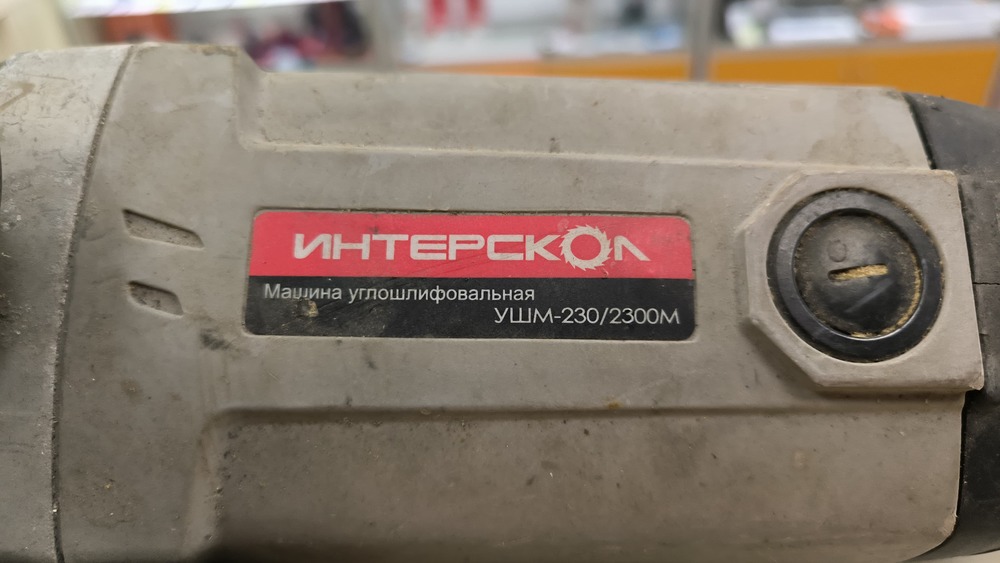 ИНТЕРСКОЛ
Машина углошлифовальная
УШМ-230/2300М